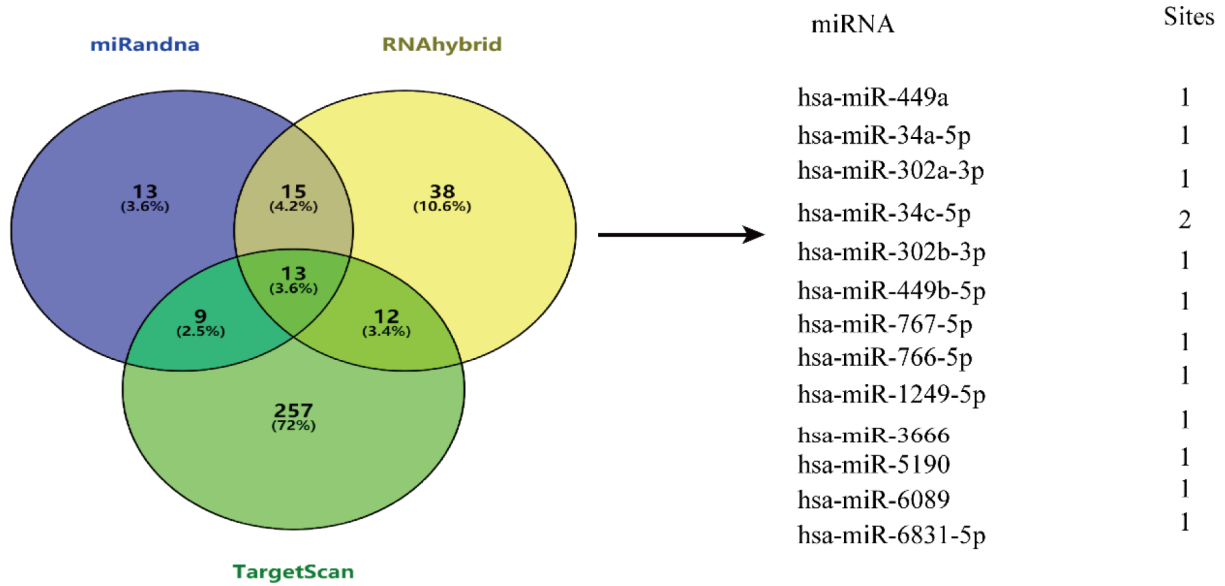 miRandna
RNAhybrid
13
(3.6%)
15
(4.2%)
38
(10.6%)
13
(3.6%)
9
(2.5%)
12
(3.4%)
257
(72%)
TargetScan
miRNA Sites
hsa-miR-449a 1
hsa-miR-34a-5p 1
hsa-miR-302a-3p 1
hsa-miR-34c-5p 2
hsa-miR-302b-3p 1
hsa-miR-449b-5p 1
hsa-miR-767-5p 1
hsa-miR-766-5p 1
hsa-miR-1249-5p 1
hsa-miR-3666 1
hsa-miR-5190 1
hsa-miR-6089 1
hsa-miR-6831-5p